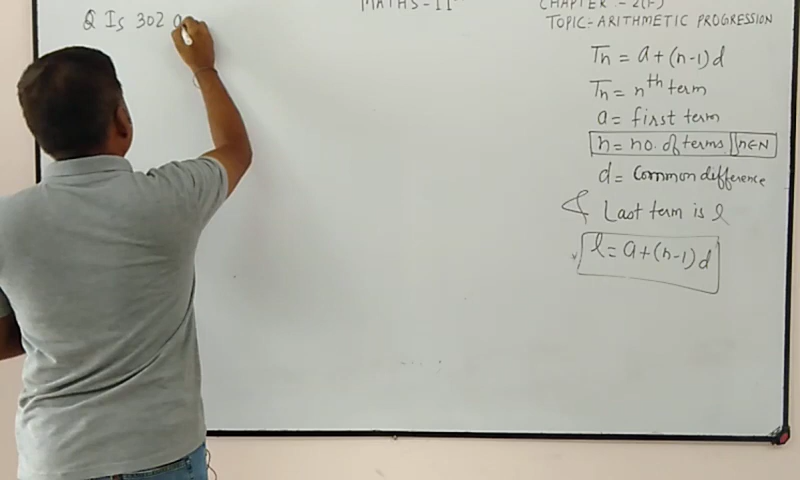 MATHS-II
CHAPTER:-2(F)
TOPIC=ARITHMETIC PROGRESSION
Q Is 302 a
Tn = a+(n-1)d
Tn = nth term
a = first term
n = no. of terms n∈N
d = Common difference
Last term is l
l = a+(n-1)d